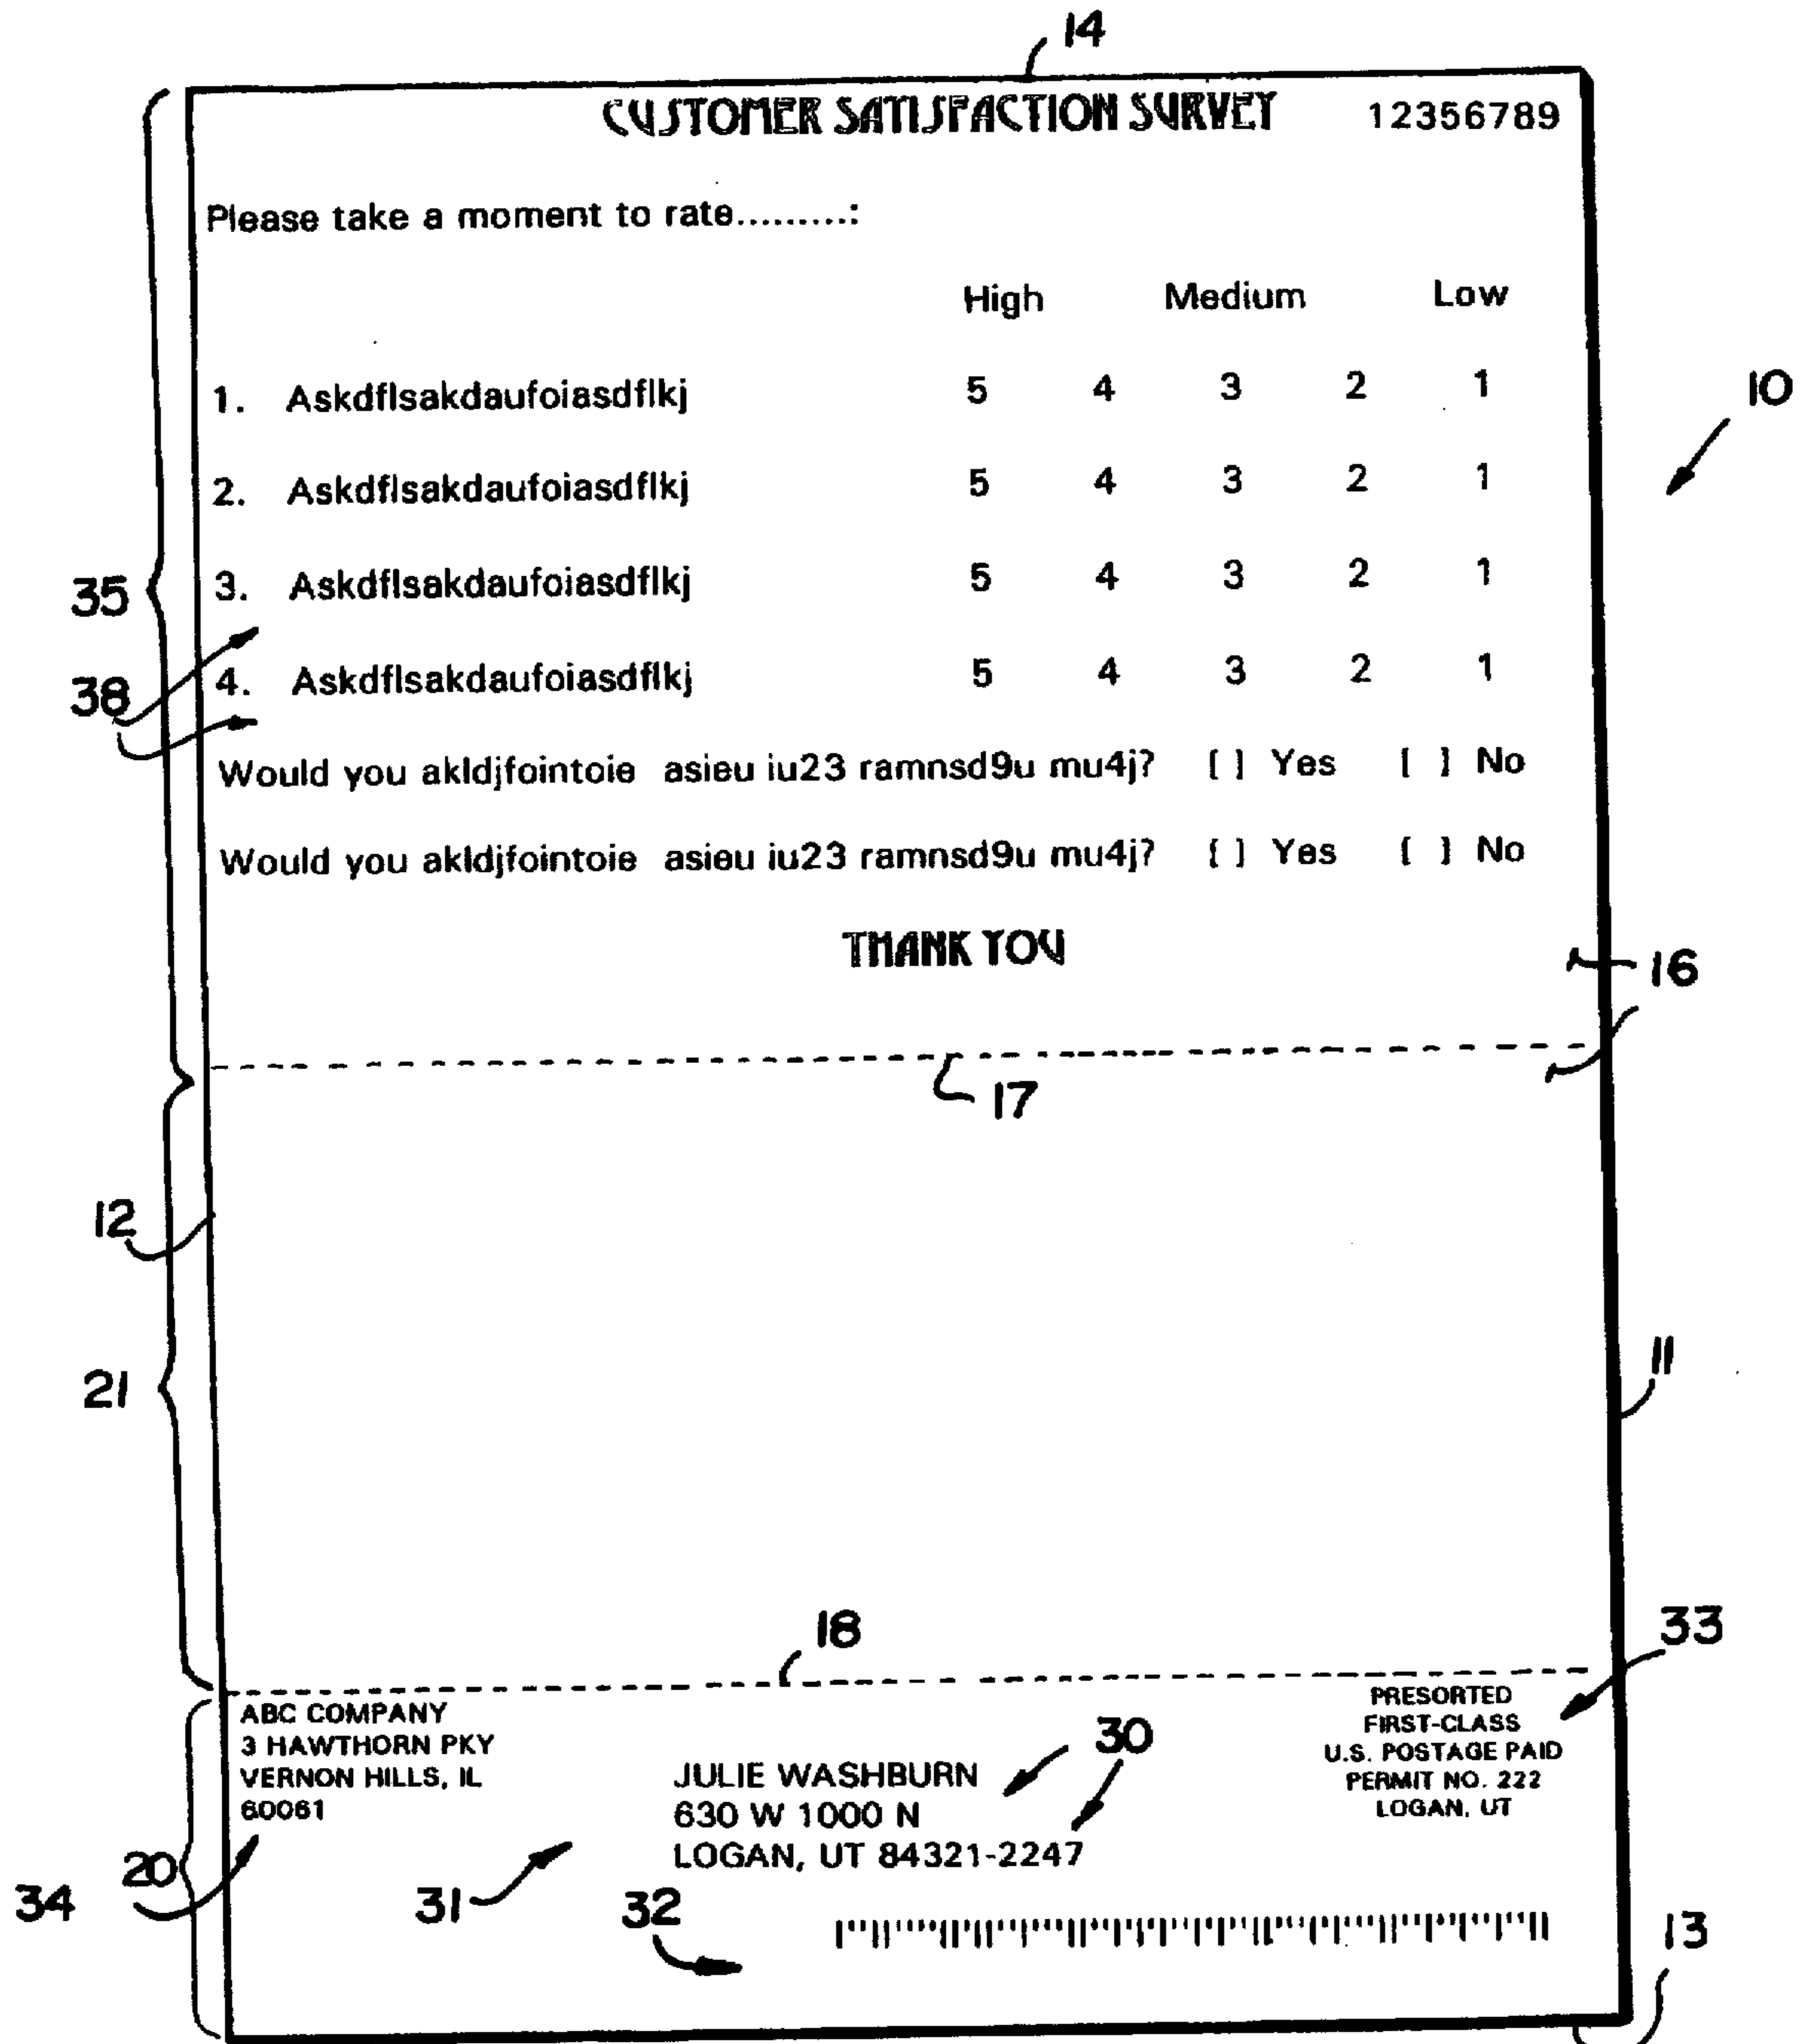 14
CUSTOMER SATISFACTION SURVEY 12356789
Please take a moment to rate.........:
High Medium Low
10
1. Askdflsakdaufoiasdflkj 5 4 3 2 1
2. Askdflsakdaufoiasdflkj 5 4 3 2 1
35
3. Askdflsakdaufoiasdflkj 5 4 3 2 1
38
4. Askdflsakdaufoiasdflkj 5 4 3 2 1
Would you akldjfointoie asieu iu23 ramnsd9u mu4j? [ ] Yes [ ] No
Would you akldjfointoie asieu iu23 ramnsd9u mu4j? [ ] Yes [ ] No
THANK YOU
16
17
12
11
21
18
33
ABC COMPANY
3 HAWTHORN PKY
VERNON HILLS, IL
60061
30
JULIE WASHBURN
630 W 1000 N
LOGAN, UT 84321-2247
PRESORTED
FIRST-CLASS
U.S. POSTAGE PAID
PERMIT NO. 222
LOGAN, UT
20
34
31
32
13